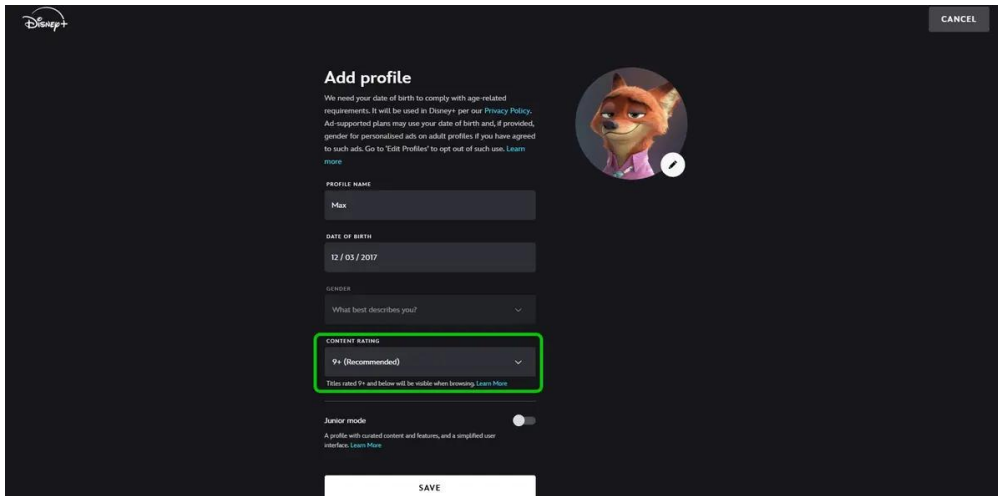 Disney+
CANCEL
Add profile
We need your date of birth to comply with age-related
requirements. It will be used in Disney+ per our Privacy Policy.
Ad-supported plans may use your date of birth and, if provided,
gender for personalised ads on adult profiles if you have agreed
to such ads. Go to 'Edit Profiles' to opt out of such use. Learn
more
PROFILE NAME
Max
DATE OF BIRTH
12 / 03 / 2017
GENDER
What best describes you?
CONTENT RATING
9+ (Recommended)
Titles rated 9+ and below will be visible when browsing. Learn More
Junior mode
A profile with curated content and features, and a simplified user
interface. Learn More
SAVE